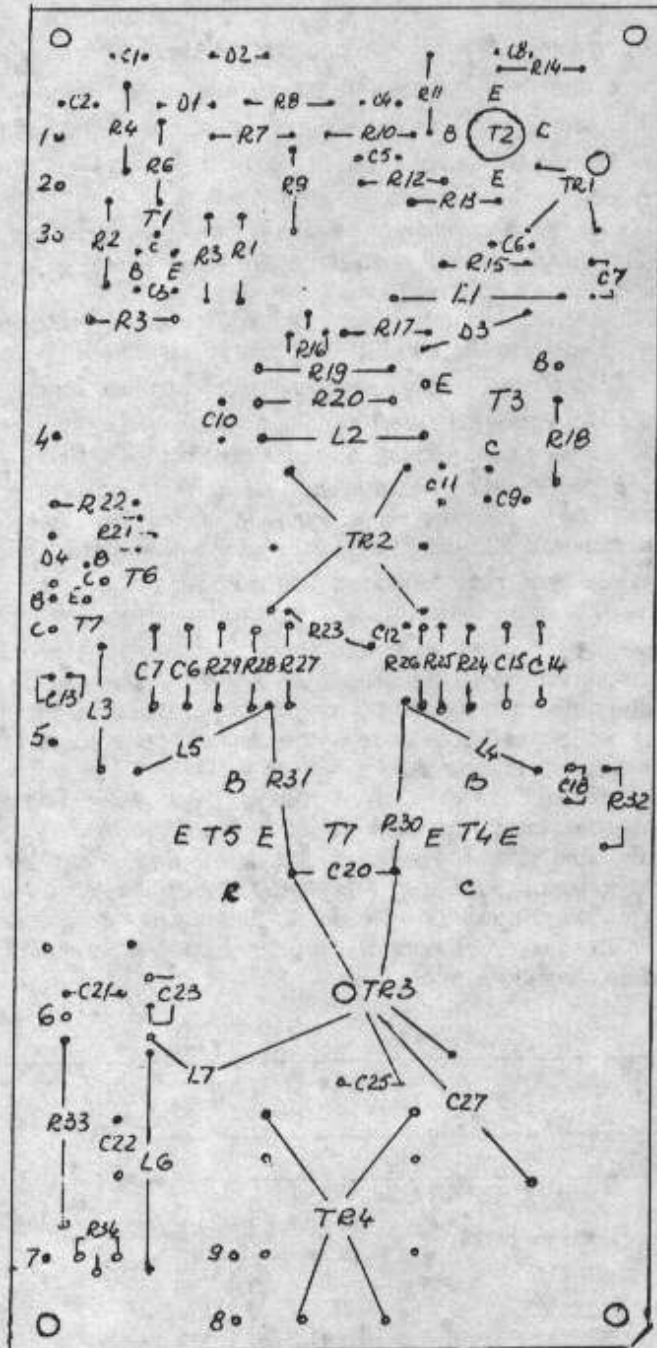 C1 D2 C8
R14
E
C2 D1 R8 C4 R11
1 R4 R7 R10 B T2 C
R6 C5
2 R9 R12 E TR1
R13
T1
3 R2 C R3 R1 C6
B E R15 C7
C3 L1
R3 R17 D3
R16
R19 B
R20 E T3
C10
4 L2 R18
C
C11 C9
R22
R21 TR2
D4 B
C T6
B E
C T7 R23 C12
C7 C6 R29 R28 R27 R26 R25 R24 C15 C14
C13 L3
5 L5 L4
B R31 B C18 R32
E T5 E T7 R30 E T4 E
C20
R C
C21 C23 TR3
6
L7
C25 C27
R33
C22 L6
TR4
R34
7 9
8